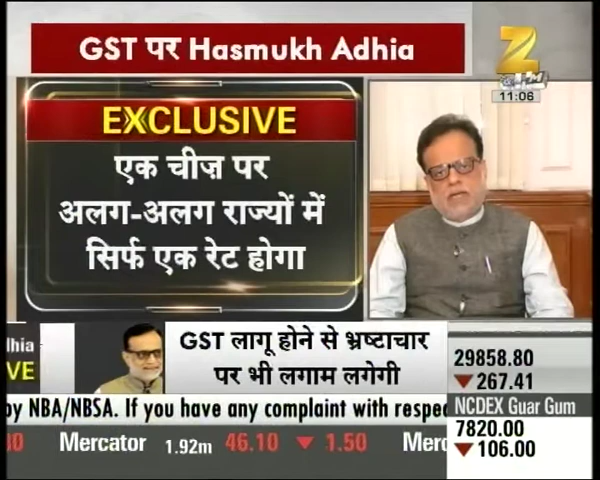 GST पर Hasmukh Adhia
Z
11:06
EXCLUSIVE
एक चीज़ पर
अलग-अलग राज्यों में
सिर्फ एक रेट होगा
dhia
VE
GST लागू होने से भ्रष्टाचार
पर भी लगाम लगेगी
29858.80
267.41
by NBA/NBSA. If you have any complaint with respec
NCDEX Guar Gum
7820.00
106.00
30 Mercator 1.92m 46.10 1.50 Merc